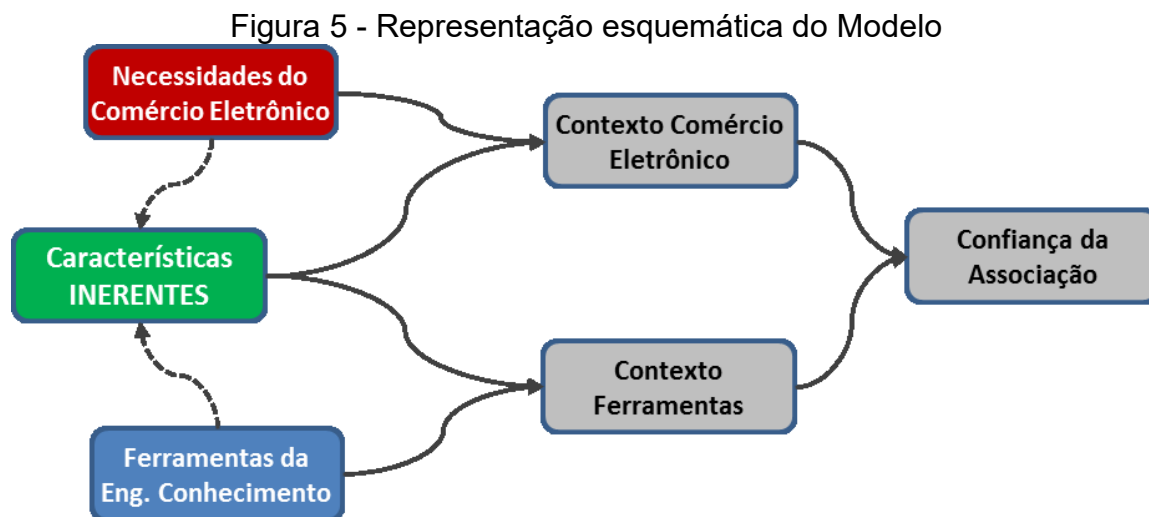 Figura 5 - Representação esquemática do Modelo
Necessidades do
Comércio Eletrônico
Contexto Comércio
Eletrônico
Características
INERENTES
Confiança da
Associação
Contexto
Ferramentas
Ferramentas da
Eng. Conhecimento